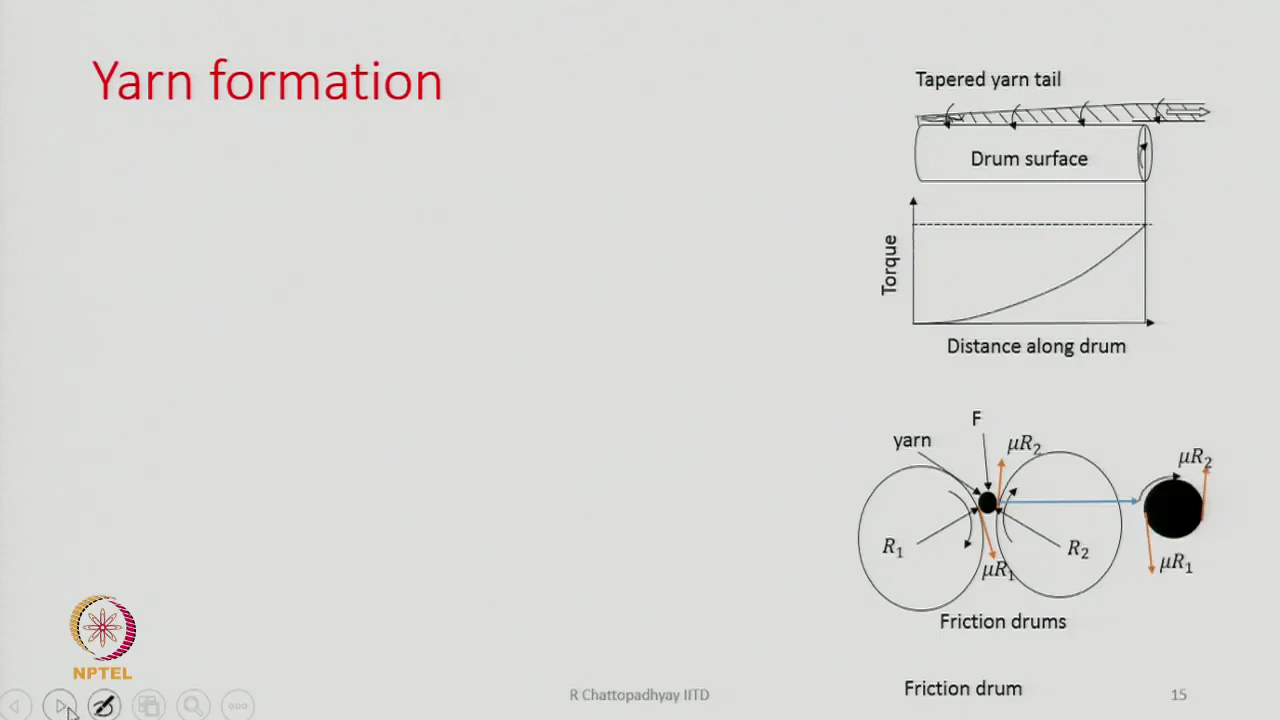 Yarn formation
Tapered yarn tail
Drum surface
Torque
Distance along drum
F
yarn
μR₂
μR₂
R₁
R₂
μR₁
μR₁
Friction drums
NPTEL
R Chattopadhyay IITD
Friction drum
15